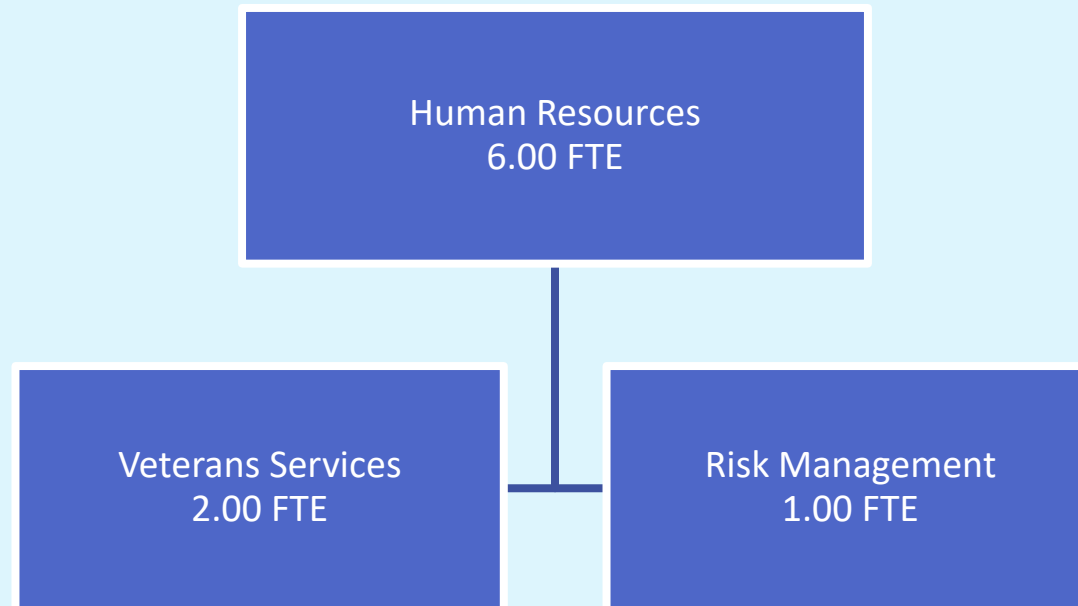 Human Resources
6.00 FTE
Veterans Services
2.00 FTE
Risk Management
1.00 FTE